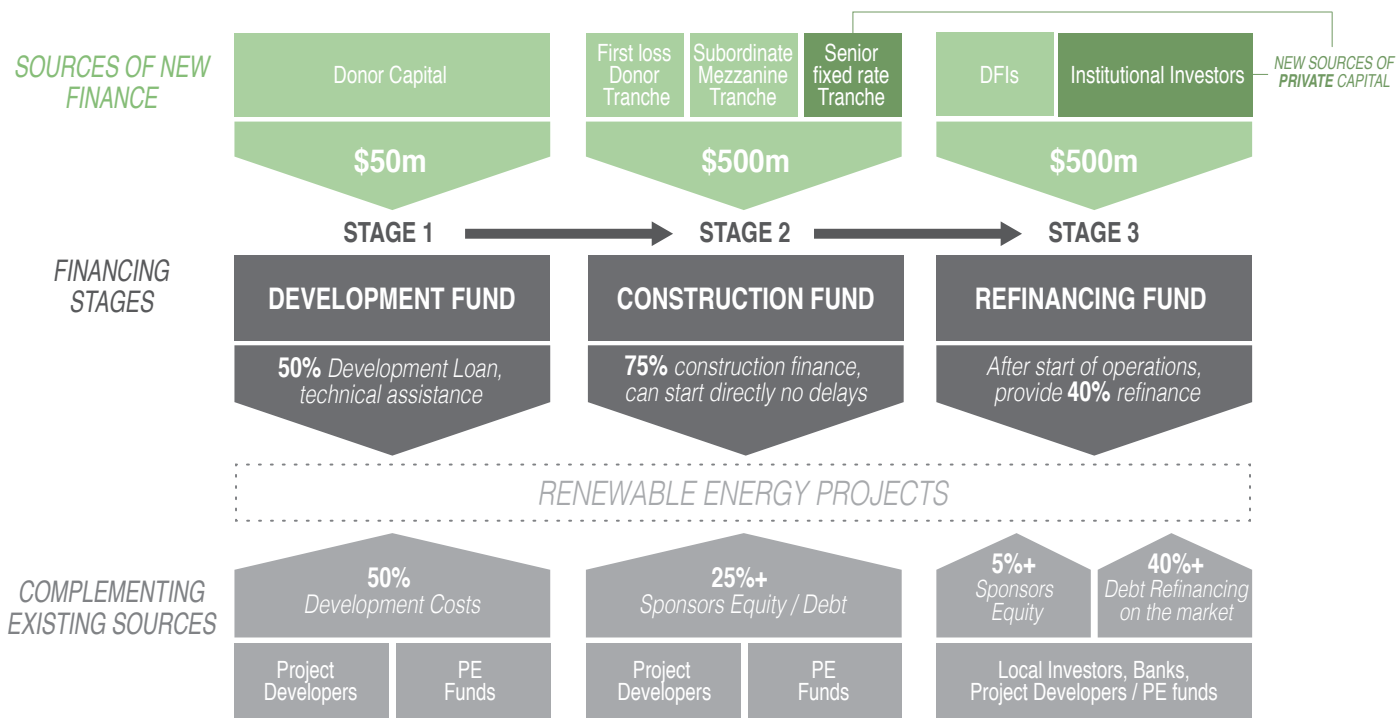 SOURCES OF NEW
FINANCE
Donor Capital
First loss
Donor
Tranche
Subordinate
Mezzanine
Tranche
Senior
fixed rate
Tranche
DFIs
Institutional Investors
NEW SOURCES OF
PRIVATE CAPITAL
$50m
$500m
$500m
STAGE 1
STAGE 2
STAGE 3
FINANCING
STAGES
DEVELOPMENT FUND
CONSTRUCTION FUND
REFINANCING FUND
50% Development Loan,
technical assistance
75% construction finance,
can start directly no delays
After start of operations,
provide 40% refinance
RENEWABLE ENERGY PROJECTS
COMPLEMENTING
EXISTING SOURCES
50%
Development Costs
25%+
Sponsors Equity / Debt
5%+
Sponsors
Equity
40%+
Debt Refinancing
on the market
Project
Developers
PE
Funds
Project
Developers
PE
Funds
Local Investors, Banks,
Project Developers / PE funds